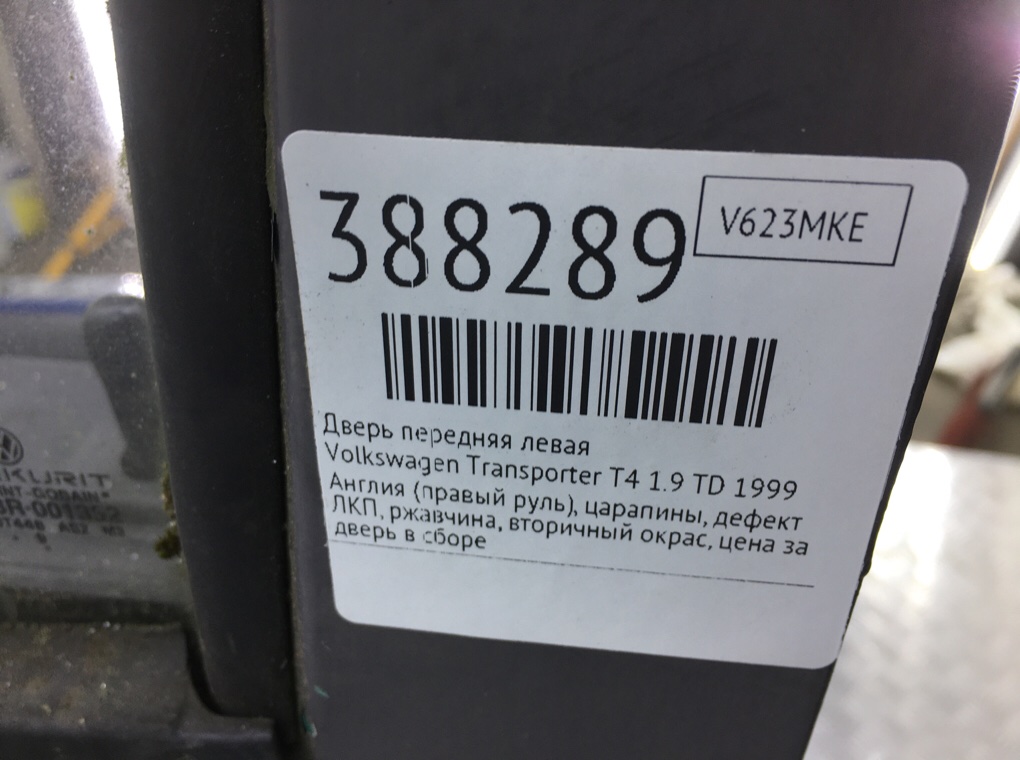 388289
V623MKE
Дверь передняя левая
Volkswagen Transporter T4 1.9 TD 1999
Англия (правый руль), царапины, дефект
ЛКП, ржавчина, вторичный окрас, цена за
дверь в сборе